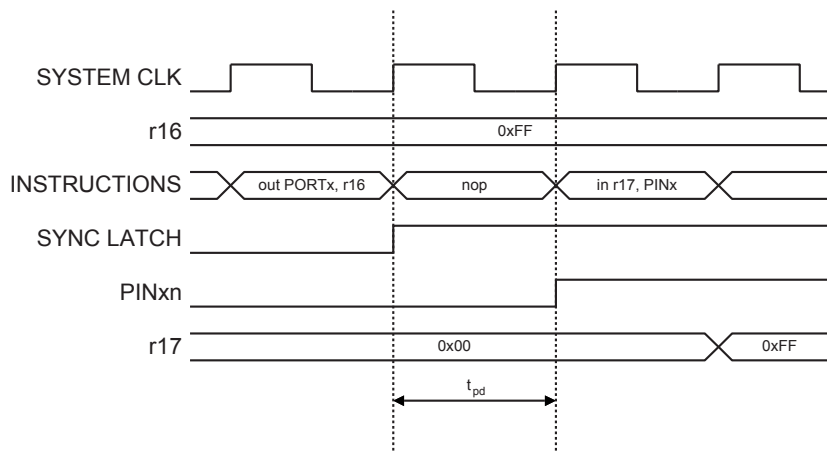 SYSTEM CLK
r16 0xFF
INSTRUCTIONS out PORTx, r16 nop in r17, PINx
SYNC LATCH
PINxn
r17 0x00 0xFF
tpd